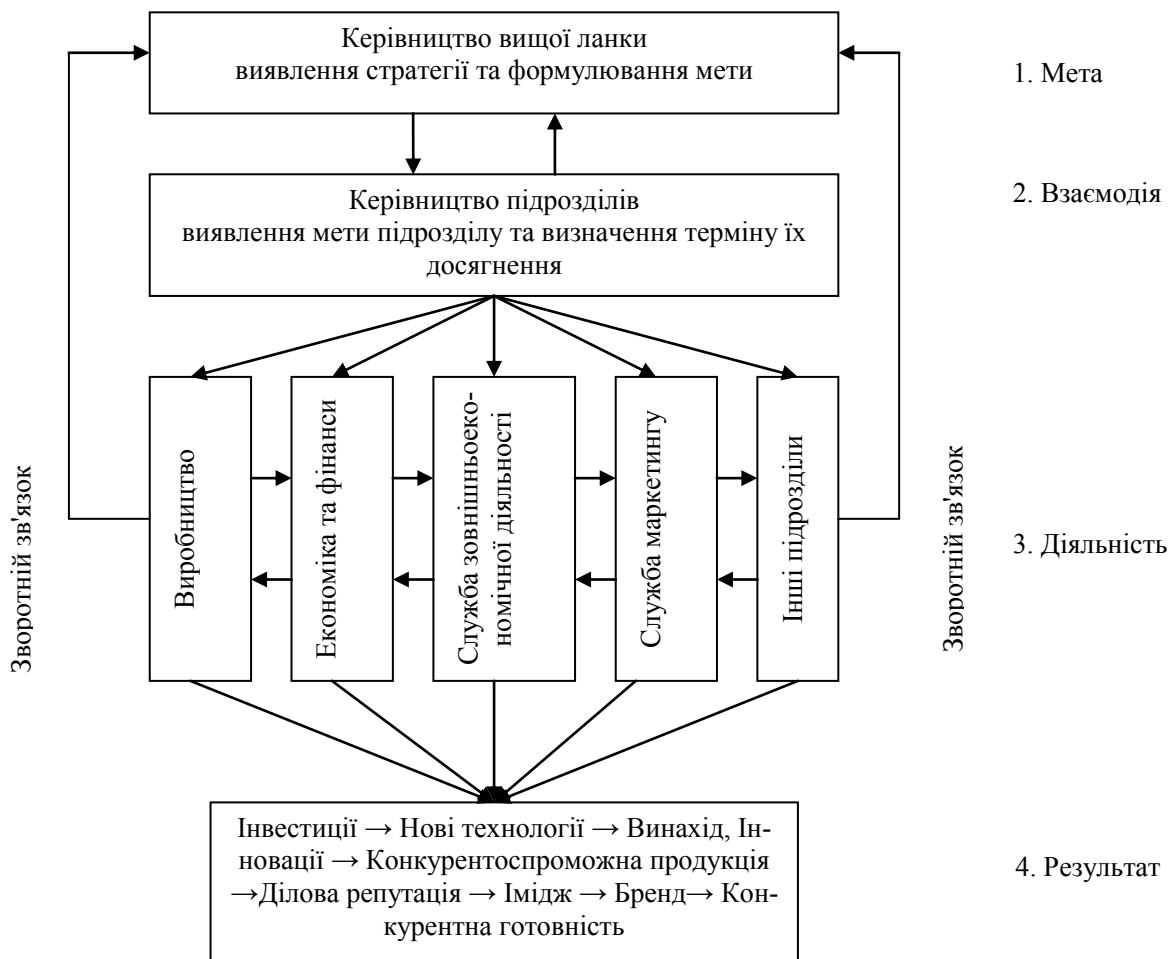 Керівництво вищої ланки
виявлення стратегії та формулювання мети
1. Мета
Керівництво підрозділів
виявлення мети підрозділу та визначення терміну їх
досягнення
2. Взаємодія
Зворотній зв'язок
Виробництво
Економіка та фінанси
Служба зовнішньоеко-
номічної діяльності
Служба маркетингу
Інші підрозділи
Зворотній зв'язок
3. Діяльність
Інвестиції → Нові технології → Винахід, Ін-
новації → Конкурентоспроможна продукція
→Ділова репутація → Імідж → Бренд→ Кон-
курентна готовність
4. Результат